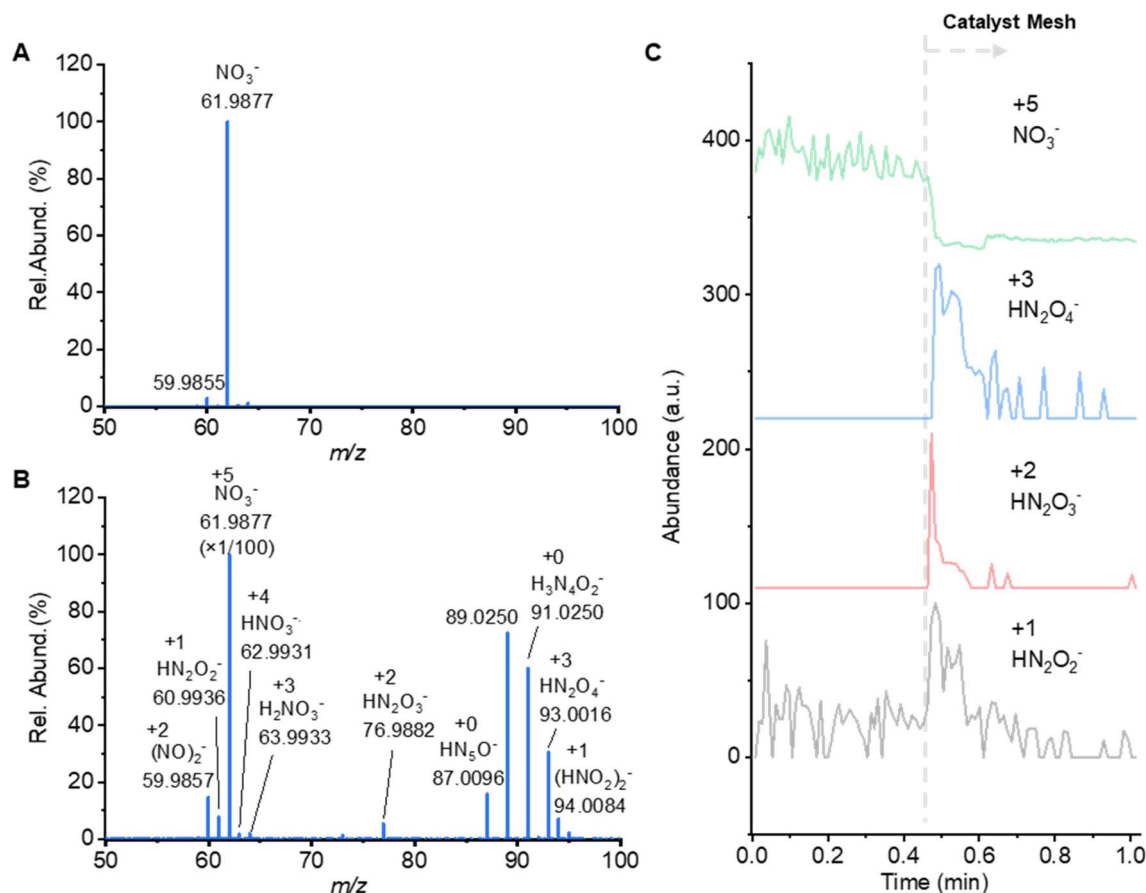 A
120
100
80
60
40
20
0
Rel.Abund. (%)
NO₃⁻
61.9877
59.9855
50
60
70
80
90
100
m/z
B
120
100
80
60
40
20
0
Rel. Abund.(%)
+5
NO₃⁻
61.9877
(×1/100)
+4
HNO₃⁻
62.9931
+1
HN₂O₂⁻
60.9936
+3
H₂NO₃⁻
63.9933
+2
(NO)₂⁻
59.9857
+2
HN₂O₃⁻
76.9882
+0
HN₅O⁻
87.0096
89.0250
+0
H₃N₄O₂⁻
91.0250
+3
HN₂O₄⁻
93.0016
+1
(HNO₂)₂⁻
94.0084
50
60
70
80
90
100
m/z
C
Catalyst Mesh
400
300
200
100
0
Abundance (a.u.)
+5
NO₃⁻
+3
HN₂O₄⁻
+2
HN₂O₃⁻
+1
HN₂O₂⁻
0.0
0.2
0.4
0.6
0.8
1.0
Time (min)